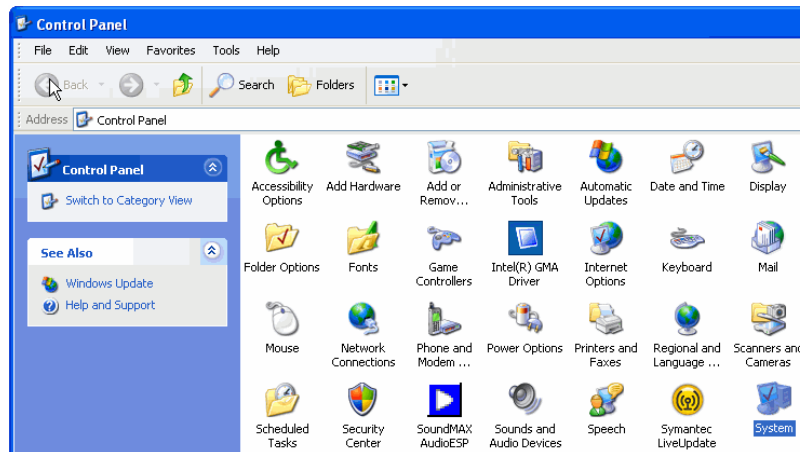 Control Panel
File Edit View Favorites Tools Help
Back Search Folders
Address Control Panel
Control Panel
Switch to Category View
See Also
Windows Update
Help and Support
Accessibility Options
Add Hardware
Add or Remov...
Administrative Tools
Automatic Updates
Date and Time
Display
Folder Options
Fonts
Game Controllers
Intel(R) GMA Driver
Internet Options
Keyboard
Mail
Mouse
Network Connections
Phone and Modem ...
Power Options
Printers and Faxes
Regional and Language ...
Scanners and Cameras
Scheduled Tasks
Security Center
SoundMAX AudioESP
Sounds and Audio Devices
Speech
Symantec LiveUpdate
System